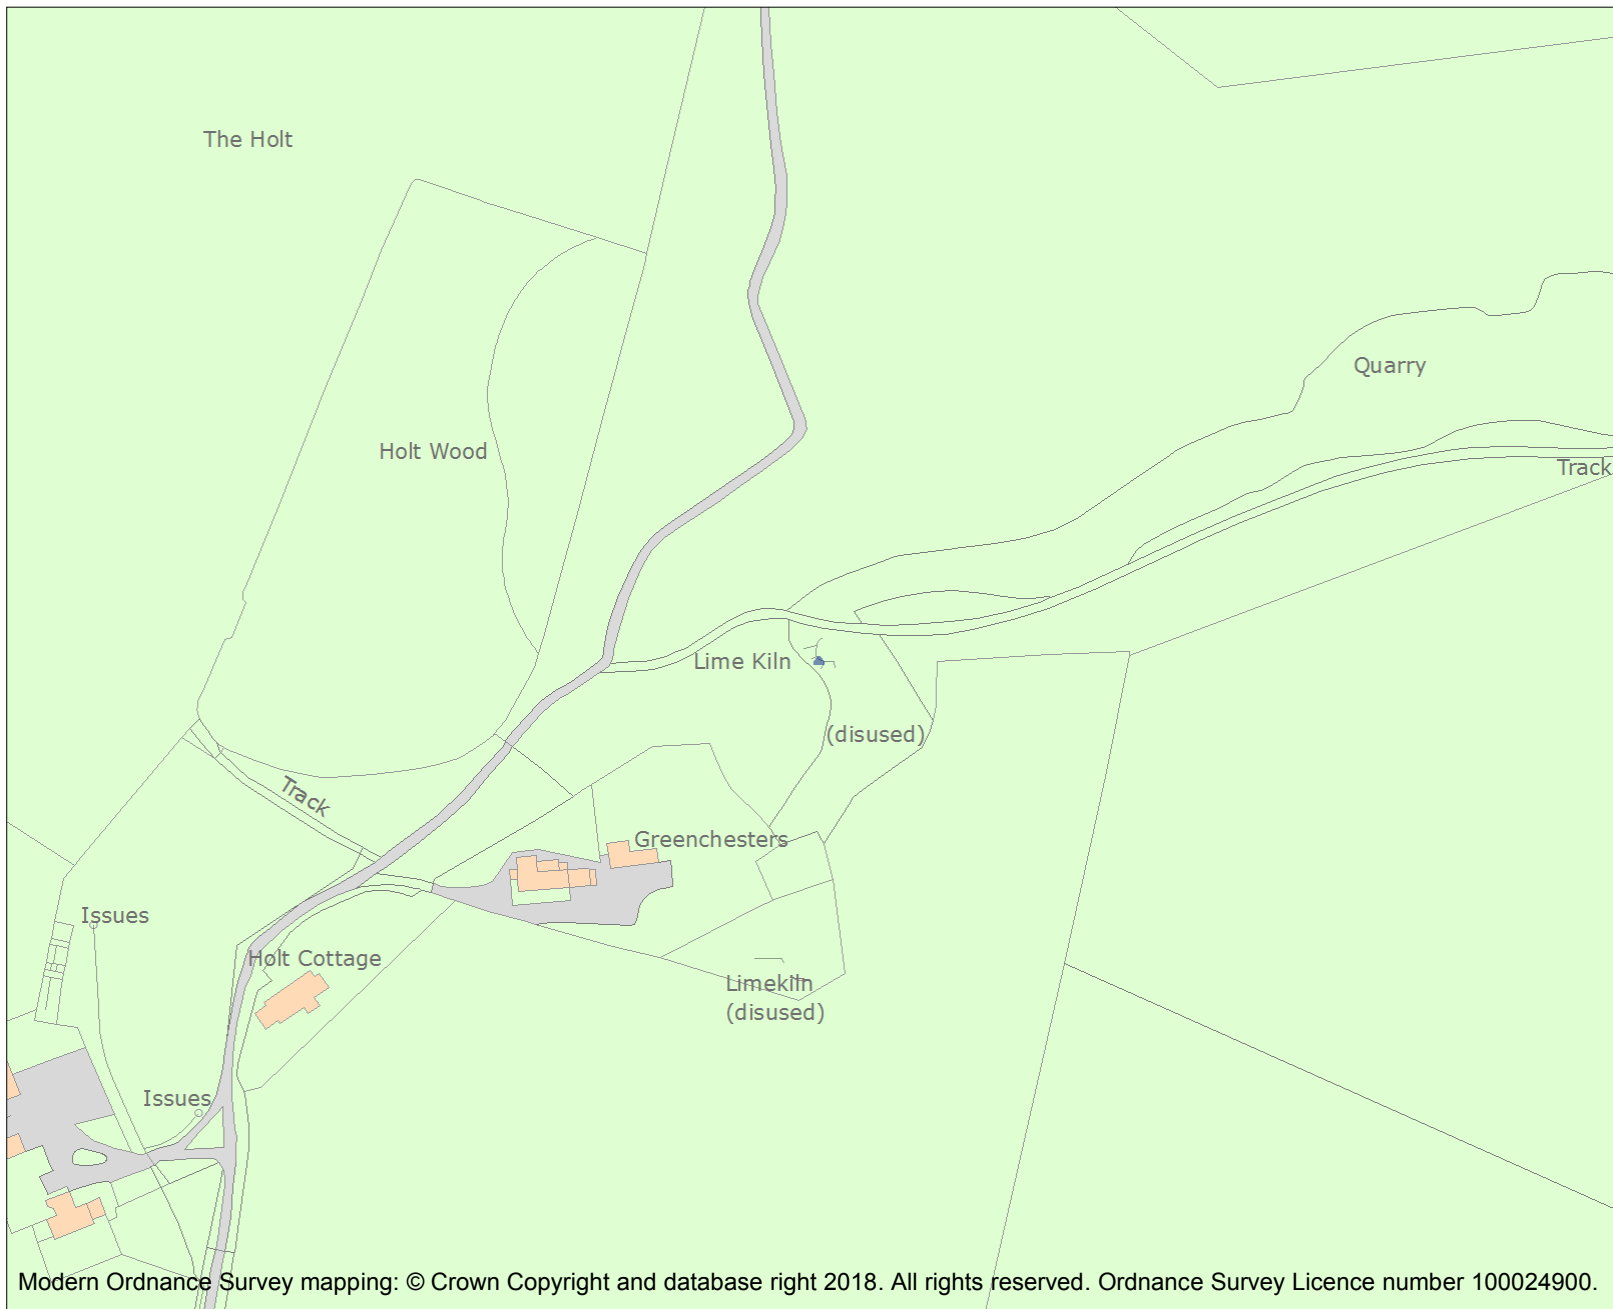 The Holt
Quarry
Holt Wood
Track
Lime Kiln
(disused)
Track
Greenchesters
Issues
Holt Cottage
Limekiln
(disused)
Issues
Modern Ordnance Survey mapping: © Crown Copyright and database right 2018. All rights reserved. Ordnance Survey Licence number 100024900.